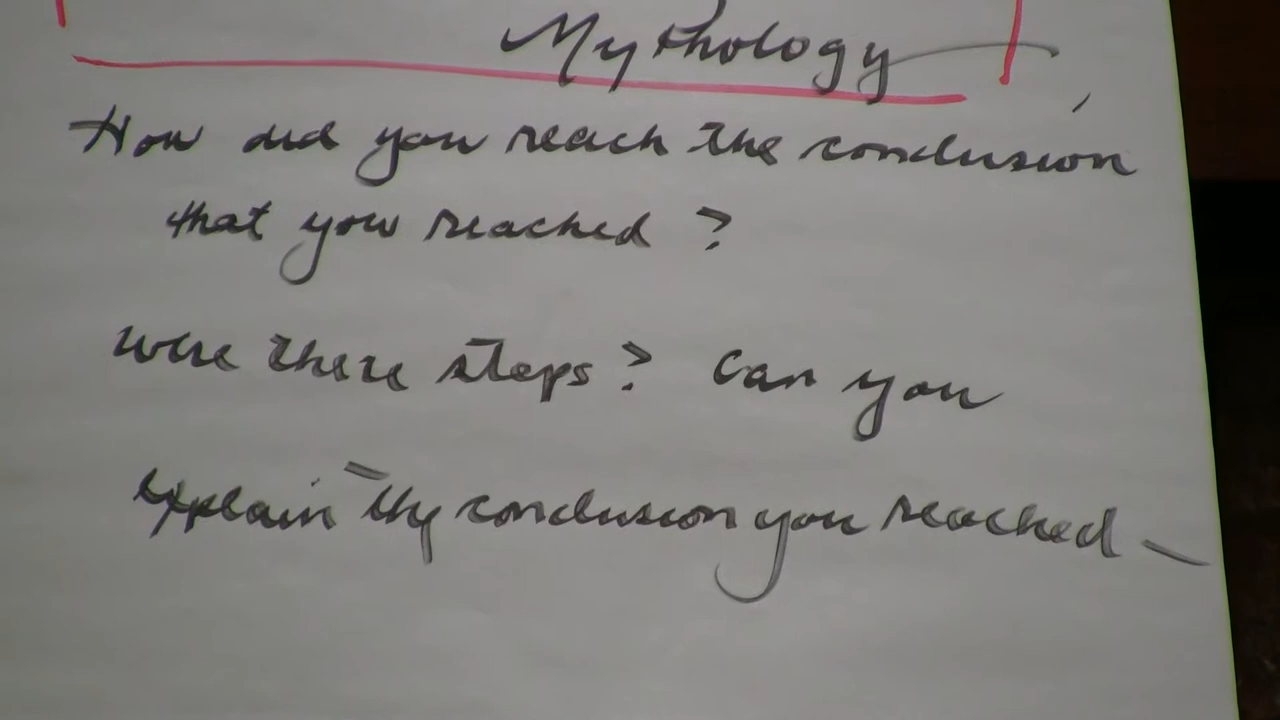 Mythology
How did you reach the conclusion
that you reached ?
were there steps? Can you
explain the conclusion you reached -